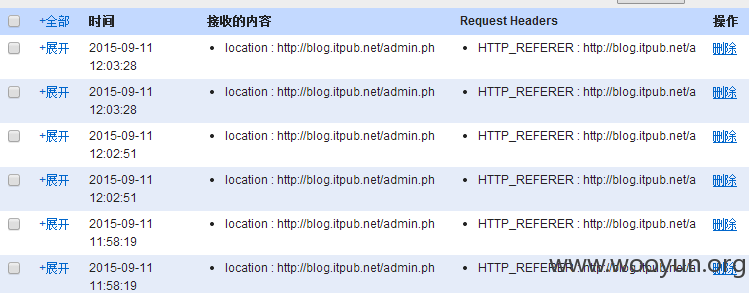 +全部 时间 接收的内容 Request Headers 操作
+展开 2015-09-11 12:03:28 • location : http://blog.itpub.net/admin.ph • HTTP_REFERER : http://blog.itpub.net/a 删除
+展开 2015-09-11 12:03:28 • location : http://blog.itpub.net/admin.ph • HTTP_REFERER : http://blog.itpub.net/a 删除
+展开 2015-09-11 12:02:51 • location : http://blog.itpub.net/admin.ph • HTTP_REFERER : http://blog.itpub.net/a 删除
+展开 2015-09-11 12:02:51 • location : http://blog.itpub.net/admin.ph • HTTP_REFERER : http://blog.itpub.net/a 删除
+展开 2015-09-11 11:58:19 • location : http://blog.itpub.net/admin.ph • HTTP_REFERER : http://blog.itpub.net/a 删除
+展开 2015-09-11 11:58:19 • location : http://blog.itpub.net/admin.ph • HTTP_REFERER : http://blog.itpub.net/a 删除
www.wooyun.org